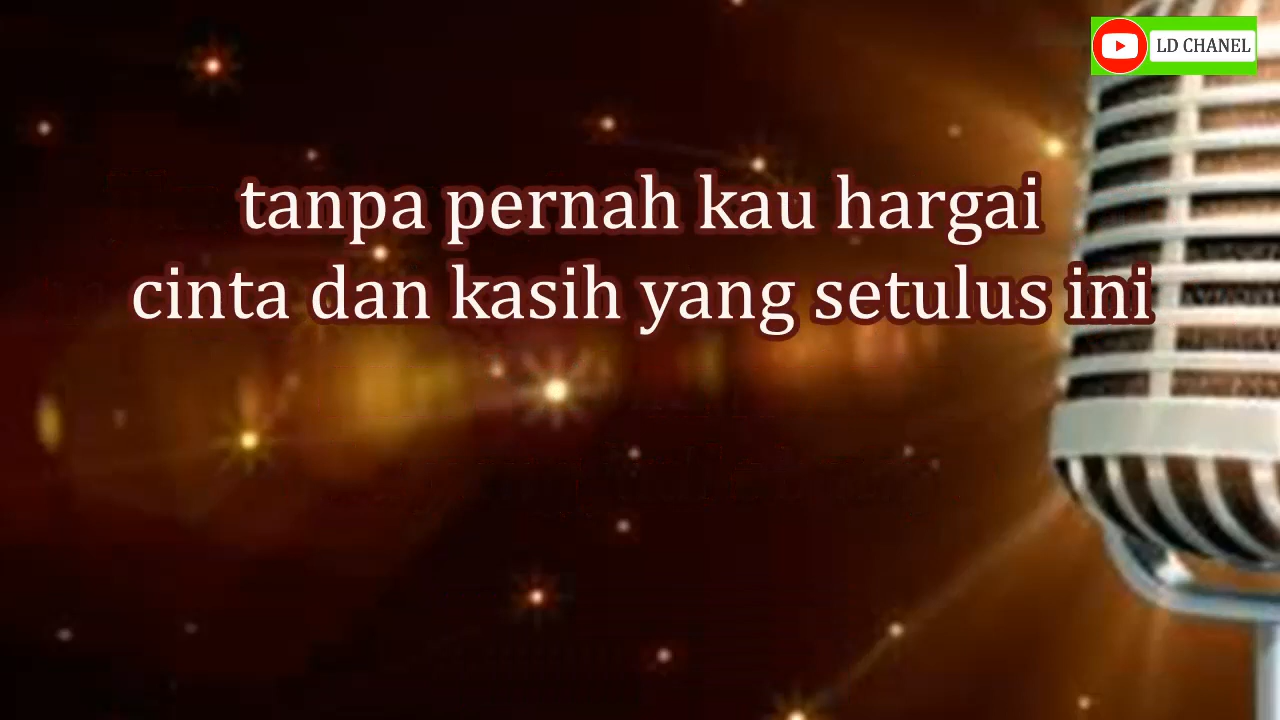 LD CHANEL
tanpa pernah kau hargai
cinta dan kasih yang setulus ini